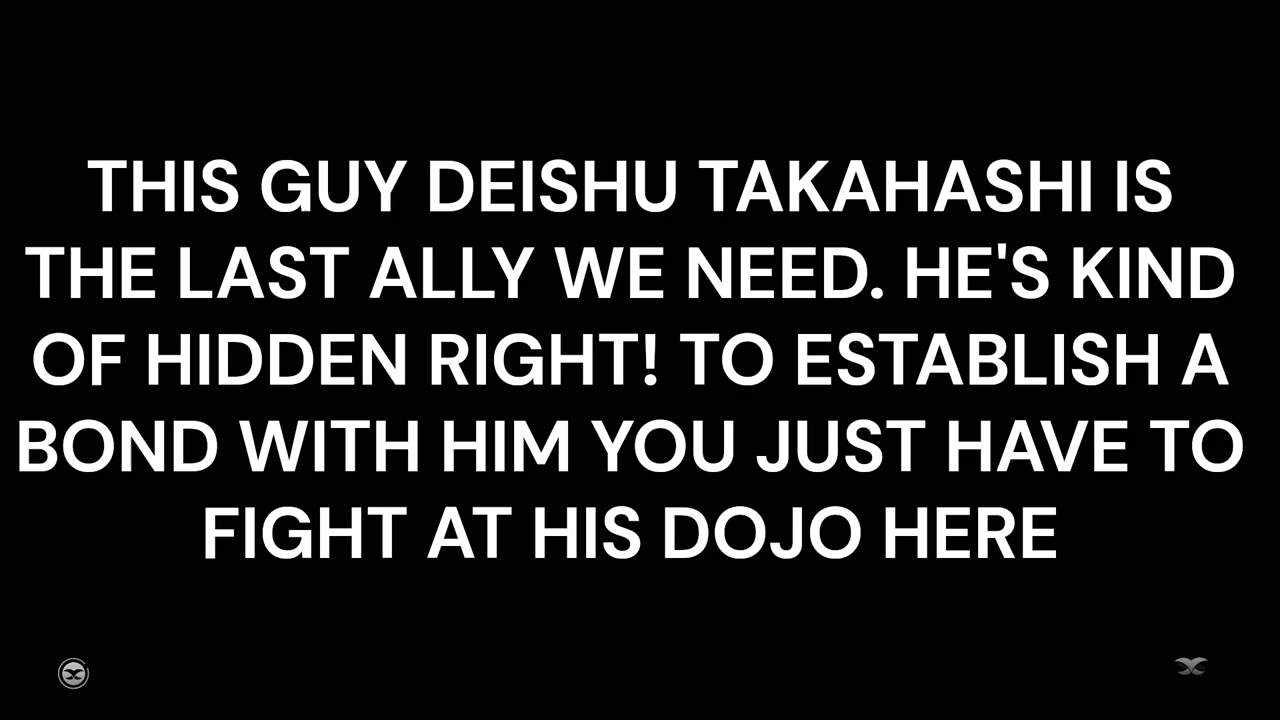 THIS GUY DEISHU TAKAHASHI IS
THE LAST ALLY WE NEED. HE'S KIND
OF HIDDEN RIGHT! TO ESTABLISH A
BOND WITH HIM YOU JUST HAVE TO
FIGHT AT HIS DOJO HERE